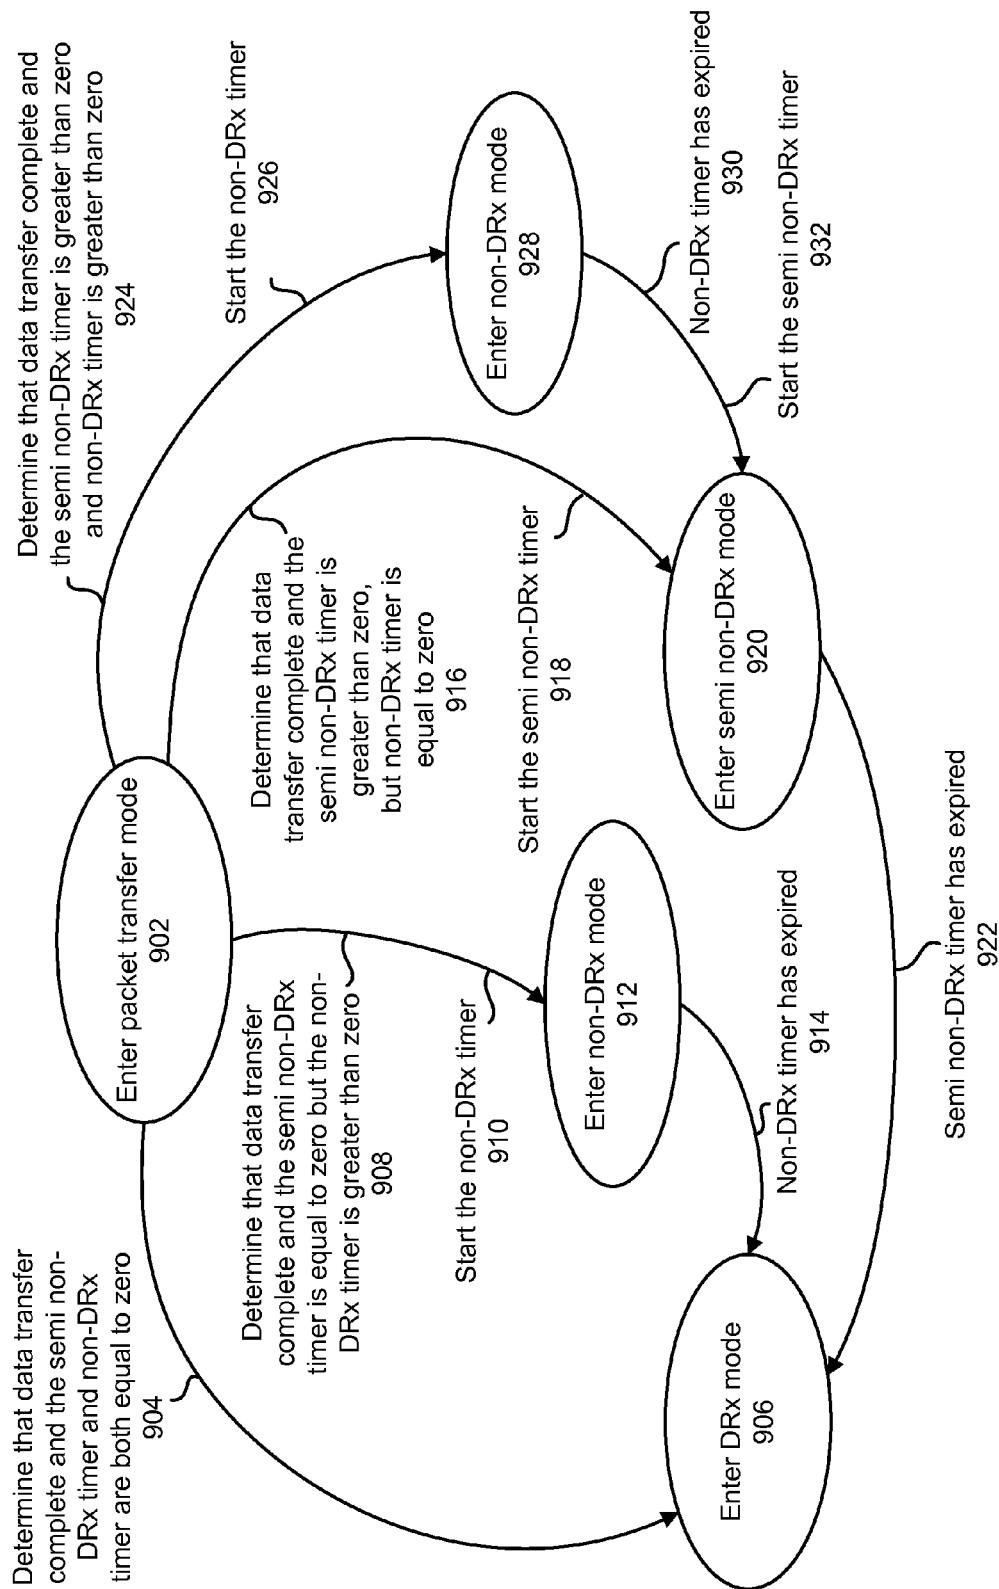 Determine that data transfer
complete and the semi non-
DRx timer and non-DRx
timer are both equal to zero
904
Enter packet transfer mode
902
Determine that data transfer complete and
the semi non-DRx timer is greater than zero
and non-DRx timer is greater than zero
924
Start the non-DRx timer
926
Determine that data transfer
complete and the semi non-DRx
timer is equal to zero but the non-
DRx timer is greater than zero
908
Determine that data
transfer complete and the
semi non-DRx timer is
greater than zero,
but non-DRx timer is
equal to zero
916
Start the non-DRx timer
910
Start the semi non-DRx timer
918
Enter non-DRx mode
928
Enter non-DRx mode
912
Non-DRx timer has expired
930
Start the semi non-DRx timer
932
Enter DRx mode
906
Non-DRx timer has expired
914
Enter semi non-DRx mode
920
Semi non-DRx timer has expired
922